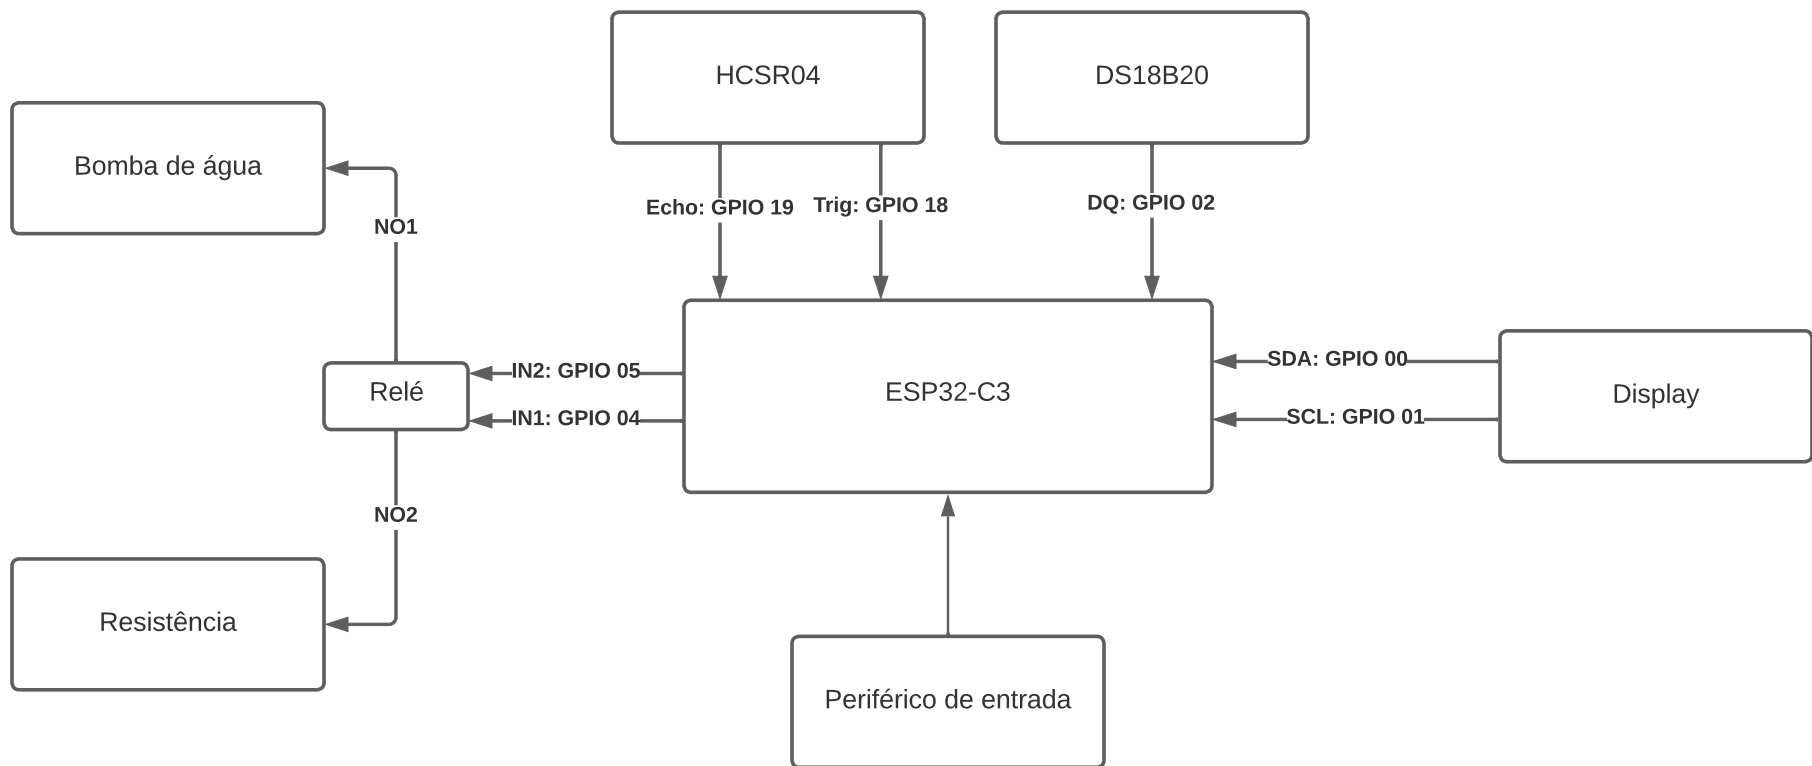 HCSR04
DS18B20
Bomba de água
Echo: GPIO 19
Trig: GPIO 18
DQ: GPIO 02
NO1
IN2: GPIO 05
SDA: GPIO 00
Relé
ESP32-C3
Display
IN1: GPIO 04
SCL: GPIO 01
NO2
Resistência
Periférico de entrada